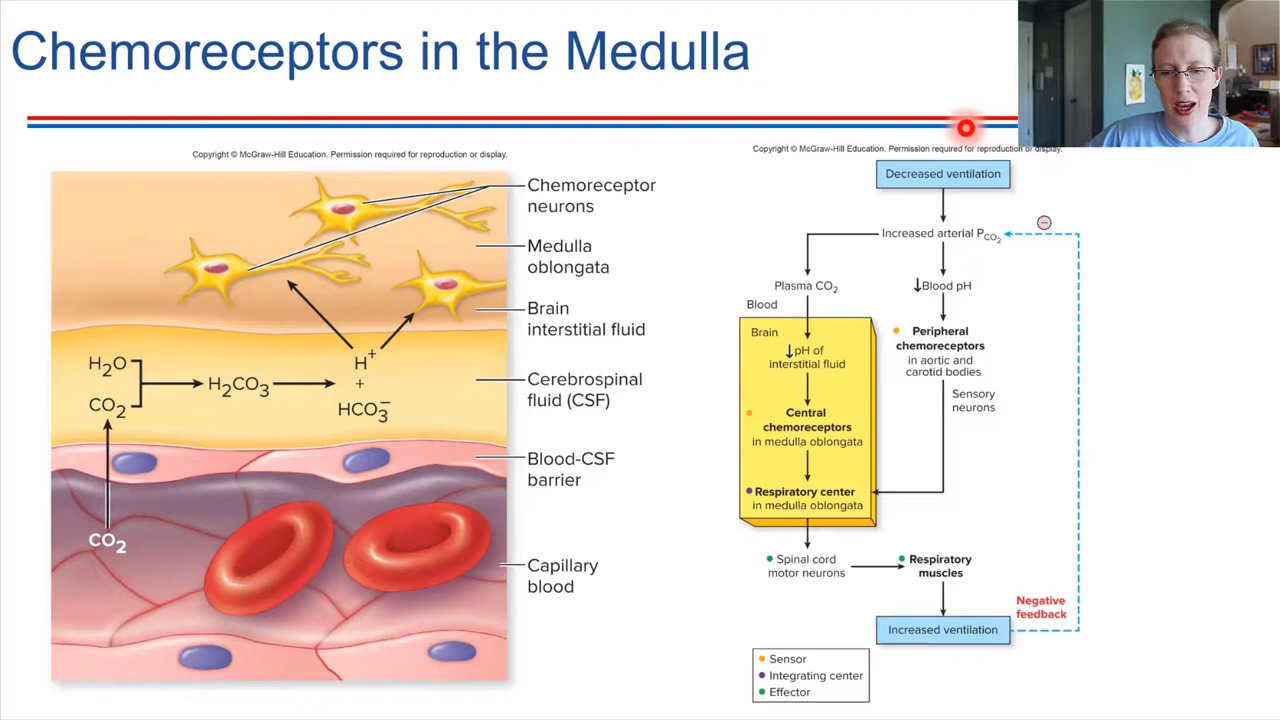 Chemoreceptors in the Medulla
Copyright © McGraw-Hill Education. Permission required for reproduction or display.
Chemoreceptor
neurons
Medulla
oblongata
Brain
interstitial fluid
Cerebrospinal
fluid (CSF)
Blood-CSF
barrier
Capillary
blood
H₂O
CO₂
H₂CO₃
H⁺
+
HCO₃⁻
CO₂
Copyright © McGraw-Hill Education. Permission required for reproduction or display.
Decreased ventilation
Increased arterial P CO₂
−
Plasma CO₂
↓Blood pH
Blood
Brain
↓pH of
interstitial fluid
Peripheral
chemoreceptors
in aortic and
carotid bodies
Sensory
neurons
Central
chemoreceptors
in medulla oblongata
Respiratory center
in medulla oblongata
Spinal cord
motor neurons
Respiratory
muscles
Negative
feedback
Increased ventilation
Sensor
Integrating center
Effector